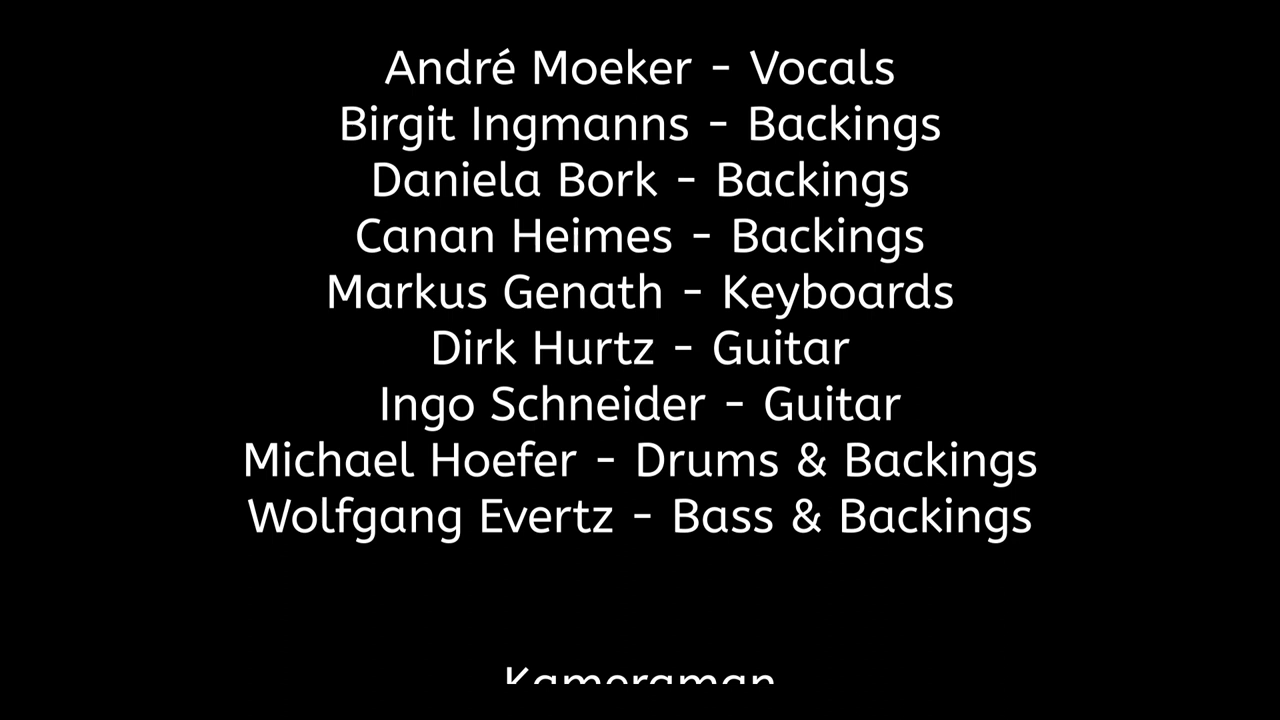 André Moeker - Vocals
Birgit Ingmanns - Backings
Daniela Bork - Backings
Canan Heimes - Backings
Markus Genath - Keyboards
Dirk Hurtz - Guitar
Ingo Schneider - Guitar
Michael Hoefer - Drums & Backings
Wolfgang Evertz - Bass & Backings
Kameraman